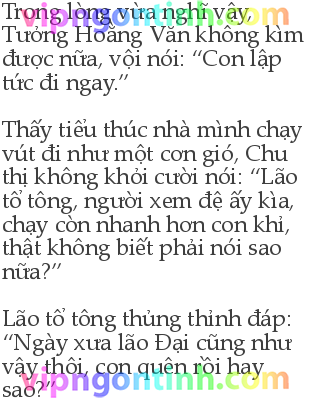 Trong lòng vừa nghĩ vậy,
Tưởng Hoằng Văn không kìm
được nữa, vội nói: “Con lập
tức đi ngay.”
Thấy tiểu thúc nhà mình chạy
vút đi như một cơn gió, Chu
thị không khỏi cười nói: “Lão
tổ tông, người xem đệ ấy kìa,
chạy còn nhanh hơn con khỉ,
thật không biết phải nói sao
nữa?”
Lão tổ tông thủng thỉnh đáp:
“Ngày xưa lão Đại cũng như
vậy thôi, con quên rồi hay
sao?”
vipngontinh.com
vipngontinh.com